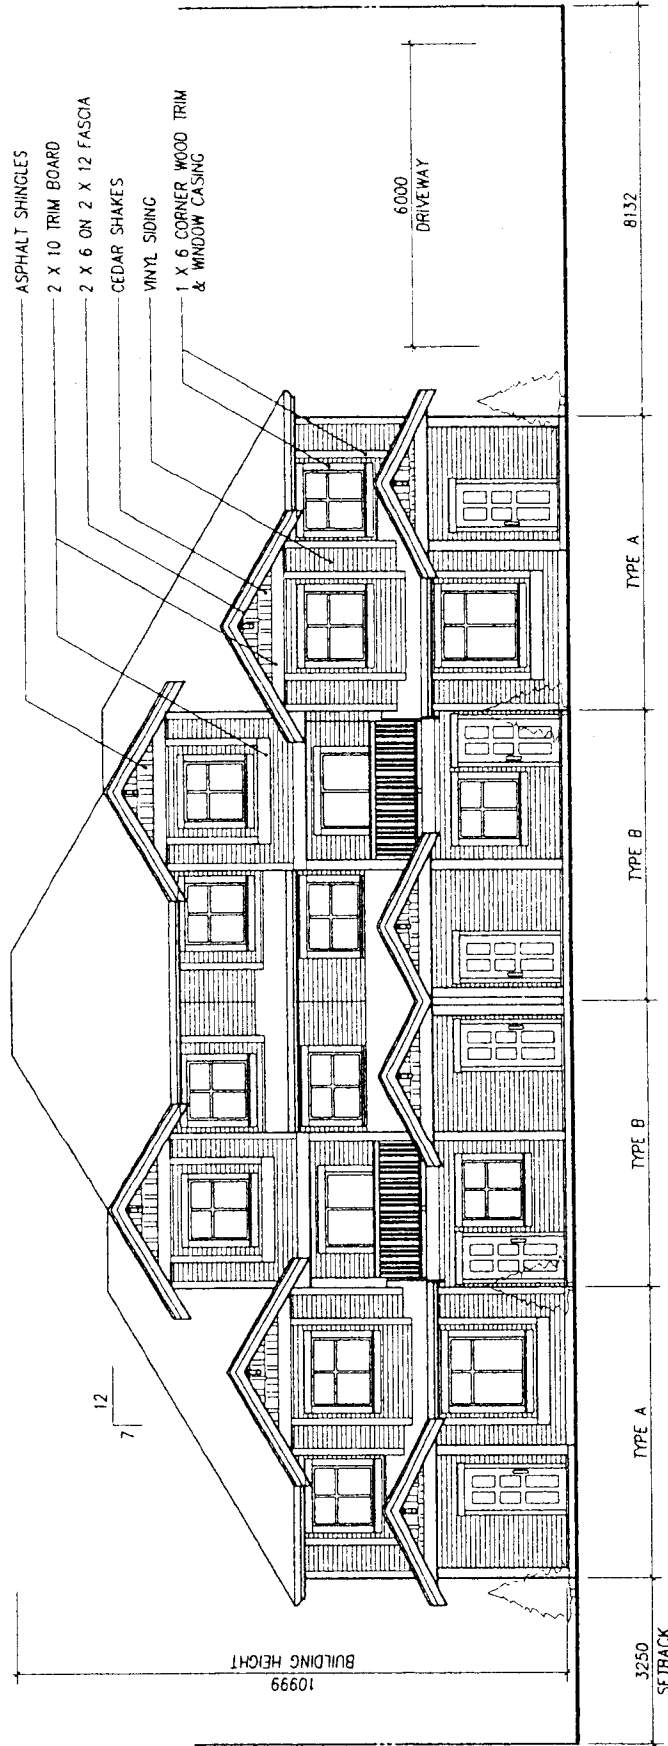 ASPHALT SHINGLES
2 X 10 TRIM BOARD
2 X 6 ON 2 X 12 FASCIA
CEDAR SHAKES
VINYL SIDING
1 X 6 CORNER WOOD TRIM
& WINDOW CASING
12
7
10999
BUILDING HEIGHT
6000
DRIVEWAY
3250
SETBACK
TYPE A
TYPE B
TYPE B
TYPE A
8132